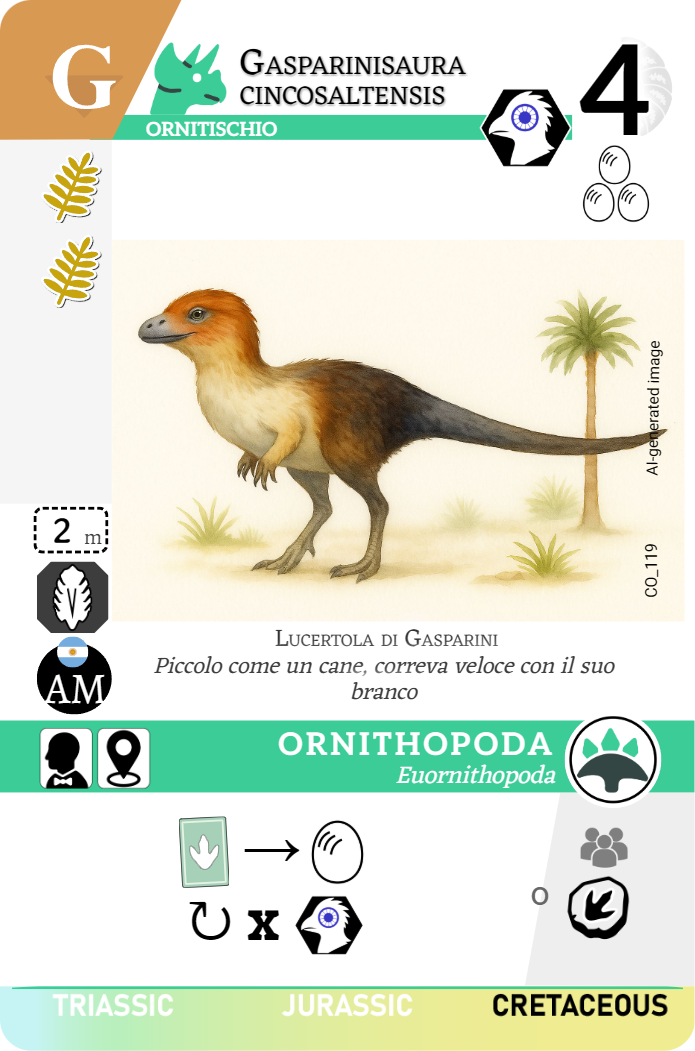 G
Gasparinisaura
cincosaltensis
4
ORNITISCHIO
AI-generated image
2 m
CO_119
AM
Lucertola di Gasparini
Piccolo come un cane, correva veloce con il suo
branco
ORNITHOPODA
Euornithopoda
x
o
TRIASSIC JURASSIC CRETACEOUS